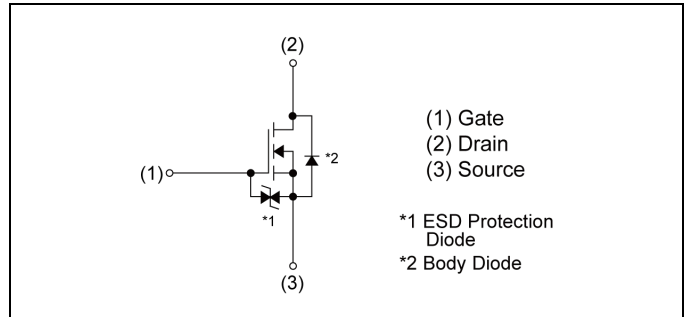 (2)
(1)
*2
*1
(3)
(1) Gate
(2) Drain
(3) Source
*1 ESD Protection
Diode
*2 Body Diode